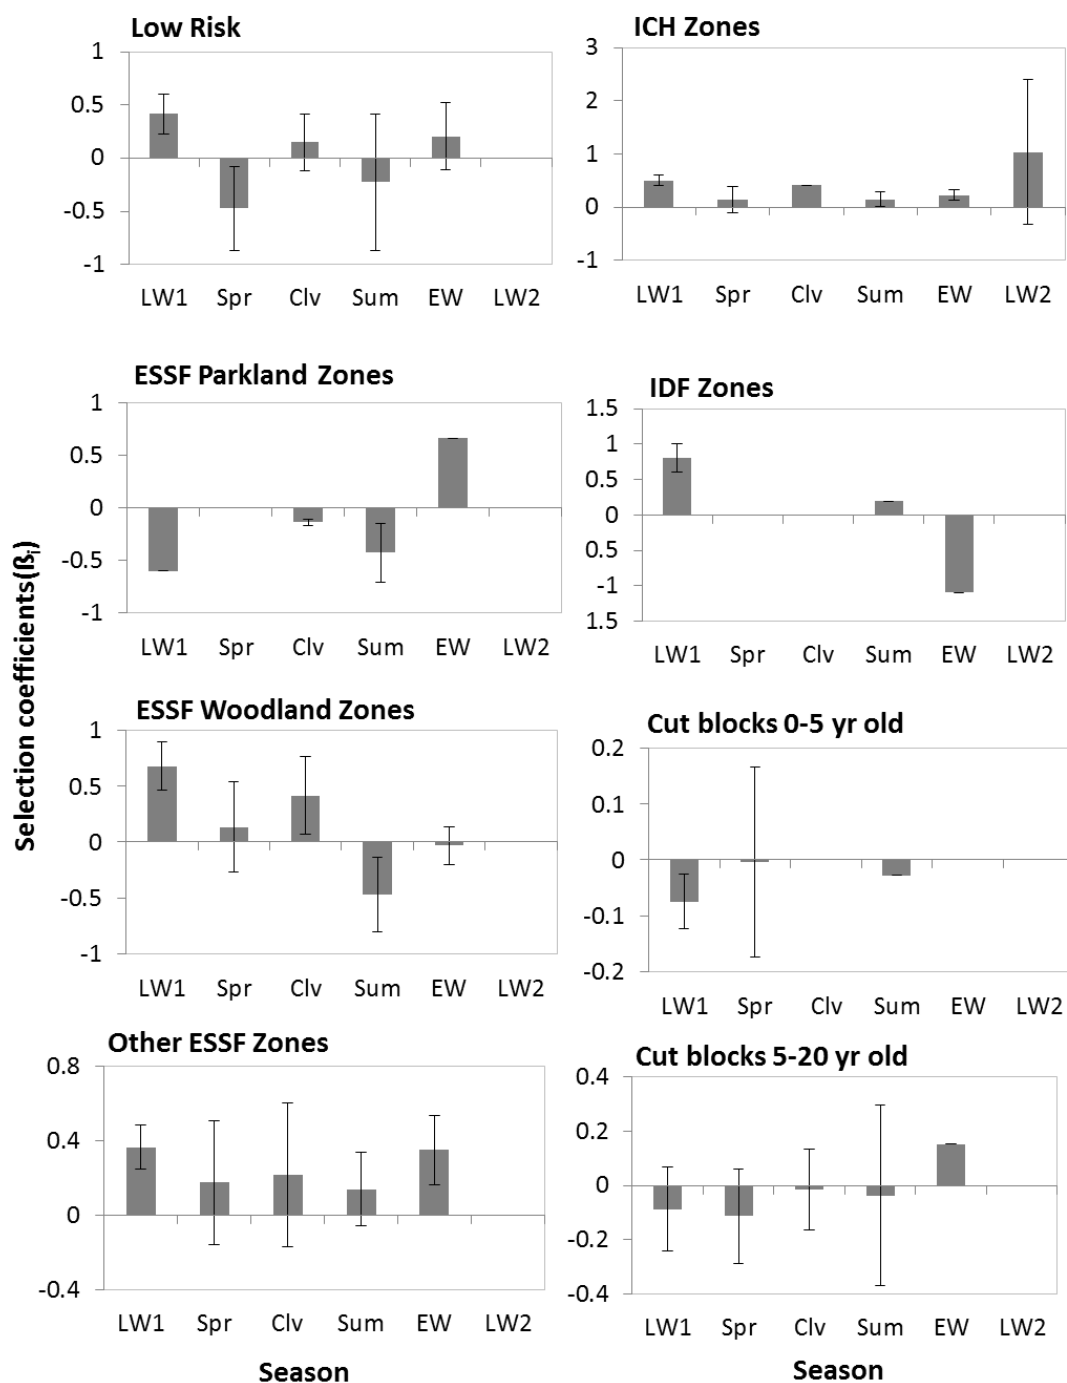 Low Risk
1
0.5
0
-0.5
-1
LW1 Spr Clv Sum EW LW2
ICH Zones
3
2
1
0
-1
LW1 Spr Clv Sum EW LW2
ESSF Parkland Zones
1
0.5
0
-0.5
-1
LW1 Spr Clv Sum EW LW2
IDF Zones
1.5
1
0.5
0
0.5
-1
1.5
LW1 Spr Clv Sum EW LW2
Selection coefficients(ßᵢ)
ESSF Woodland Zones
1
0.5
0
-0.5
-1
LW1 Spr Clv Sum EW LW2
Cut blocks 0-5 yr old
0.2
0.1
0
-0.1
-0.2
LW1 Spr Clv Sum EW LW2
Other ESSF Zones
0.8
0.4
0
-0.4
LW1 Spr Clv Sum EW LW2
Season
Cut blocks 5-20 yr old
0.4
0.2
0
-0.2
-0.4
LW1 Spr Clv Sum EW LW2
Season